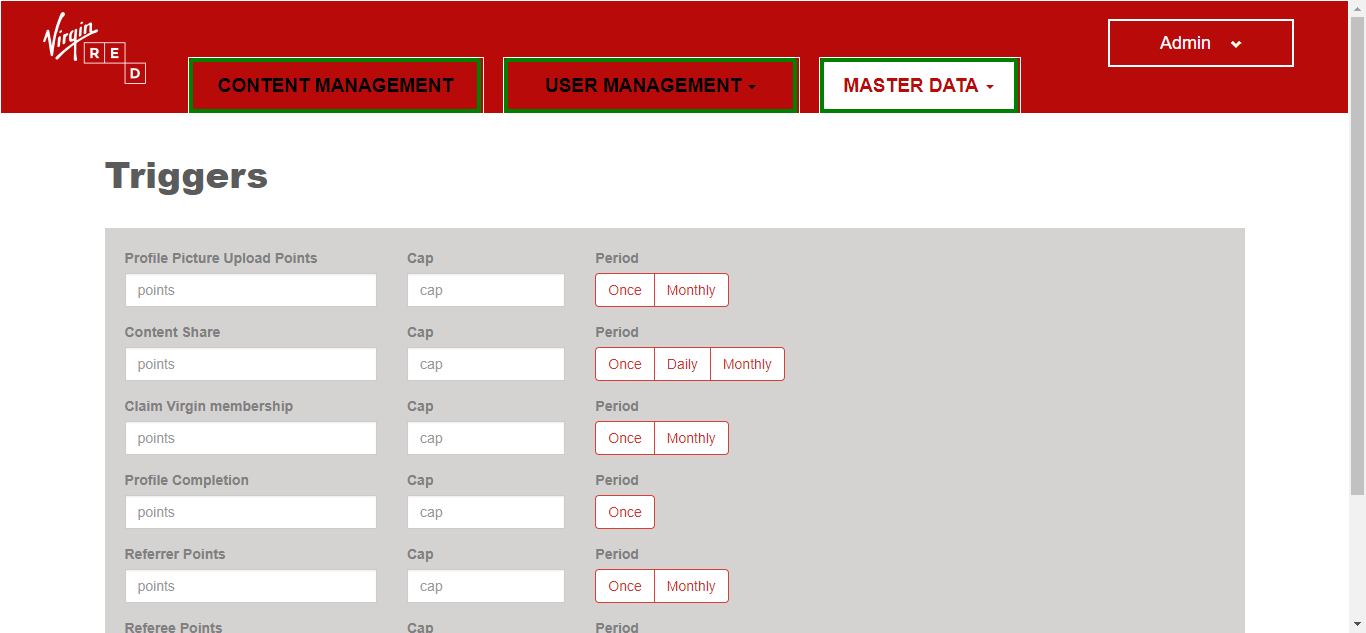 Virgin
RE
D
Admin
CONTENT MANAGEMENT
USER MANAGEMENT
MASTER DATA
Triggers
Profile Picture Upload Points Cap Period
points cap Once Monthly
Content Share Cap Period
points cap Once Daily Monthly
Claim Virgin membership Cap Period
points cap Once Monthly
Profile Completion Cap Period
points cap Once
Referrer Points Cap Period
points cap Once Monthly
Referee Points Cap Period